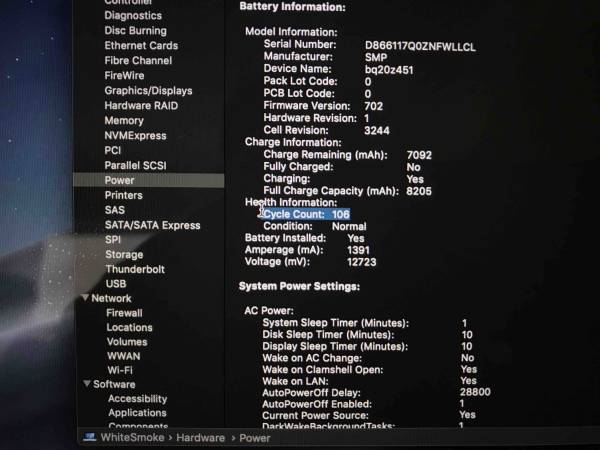 Controller
Diagnostics
Disc Burning
Ethernet Cards
Fibre Channel
FireWire
Graphics/Displays
Hardware RAID
Memory
NVMExpress
PCI
Parallel SCSI
Power
Printers
SAS
SATA/SATA Express
SPI
Storage
Thunderbolt
USB
Network
Firewall
Locations
Volumes
WWAN
Wi-Fi
Software
Accessibility
Applications
Components
Battery Information:
Model Information:
Serial Number: D866117Q0ZNFWLLCL
Manufacturer: SMP
Device Name: bq20z451
Pack Lot Code: 0
PCB Lot Code: 0
Firmware Version: 702
Hardware Revision: 1
Cell Revision: 3244
Charge Information:
Charge Remaining (mAh): 7092
Fully Charged: No
Charging: Yes
Full Charge Capacity (mAh): 8205
Health Information:
Cycle Count: 106
Condition: Normal
Battery Installed: Yes
Amperage (mA): 1391
Voltage (mV): 12723
System Power Settings:
AC Power:
System Sleep Timer (Minutes): 1
Disk Sleep Timer (Minutes): 10
Display Sleep Timer (Minutes): 10
Wake on AC Change: No
Wake on Clamshell Open: Yes
Wake on LAN: Yes
AutoPowerOff Delay: 28800
AutoPowerOff Enabled: 1
Current Power Source: Yes
DarkWakeBackgroundTasks: 1
WhiteSmoke › Hardware › Power